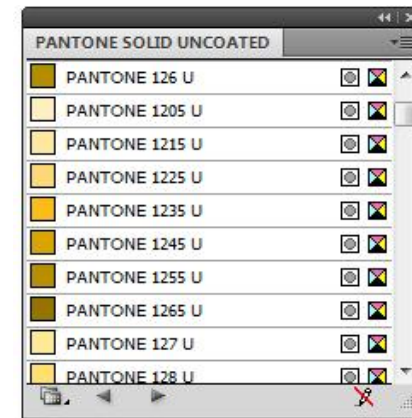 PANTONE SOLID UNCOATED
PANTONE 126 U
PANTONE 1205 U
PANTONE 1215 U
PANTONE 1225 U
PANTONE 1235 U
PANTONE 1245 U
PANTONE 1255 U
PANTONE 1265 U
PANTONE 127 U
PANTONE 128 U